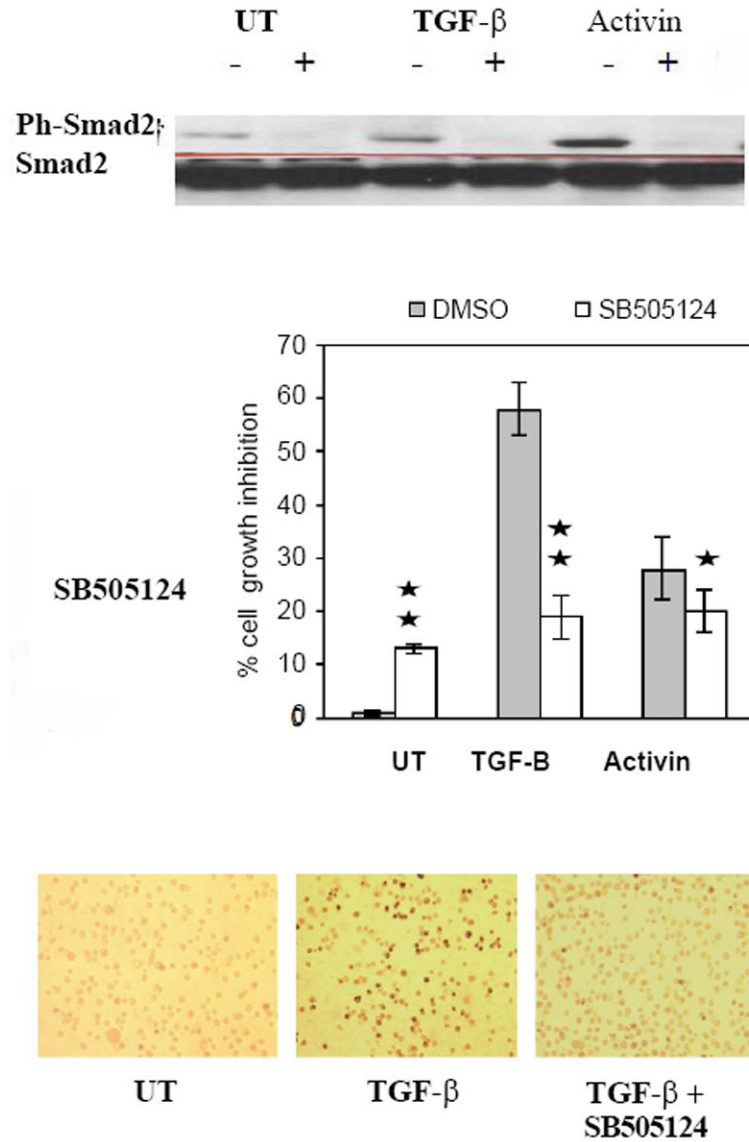 UT TGF-β Activin
- + - + - +
Ph-Smad2
Smad2
DMSO SB505124
70
60
50
40
30
20
10
0
% cell growth inhibition
SB505124
UT TGF-B Activin
UT TGF-β TGF-β +
SB505124